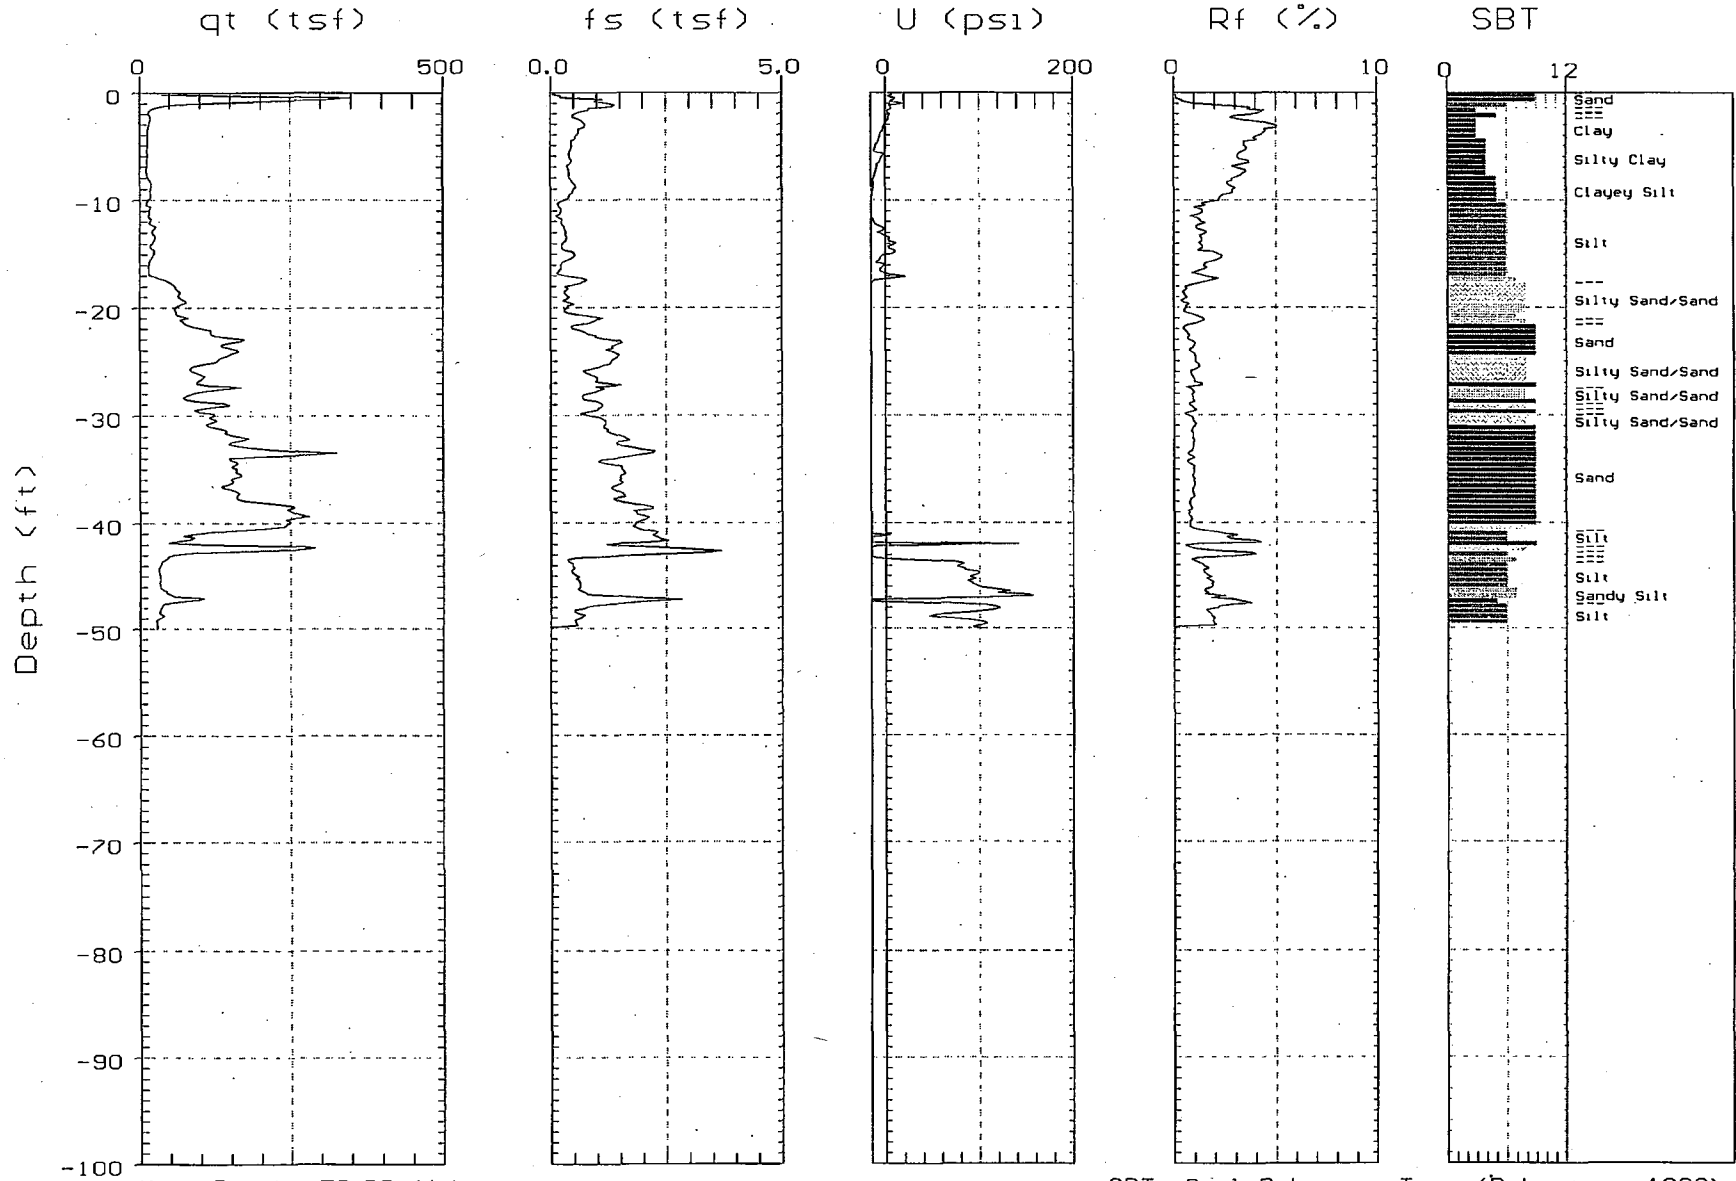 qt (tsf) fs (tsf) U (psi) Rf (%) SBT
0 500 0.0 5.0 0 200 0 10 0 12
Depth (ft)
0
-10
-20
-30
-40
-50
-60
-70
-80
-90
-100
Sand
Clay
Silty Clay
Clayey Silt
Silt
Silty Sand/Sand
Sand
Silty Sand/Sand
Silty Sand/Sand
Silty Sand/Sand
Sand
Silt
Silt
Sandy Silt
Silt